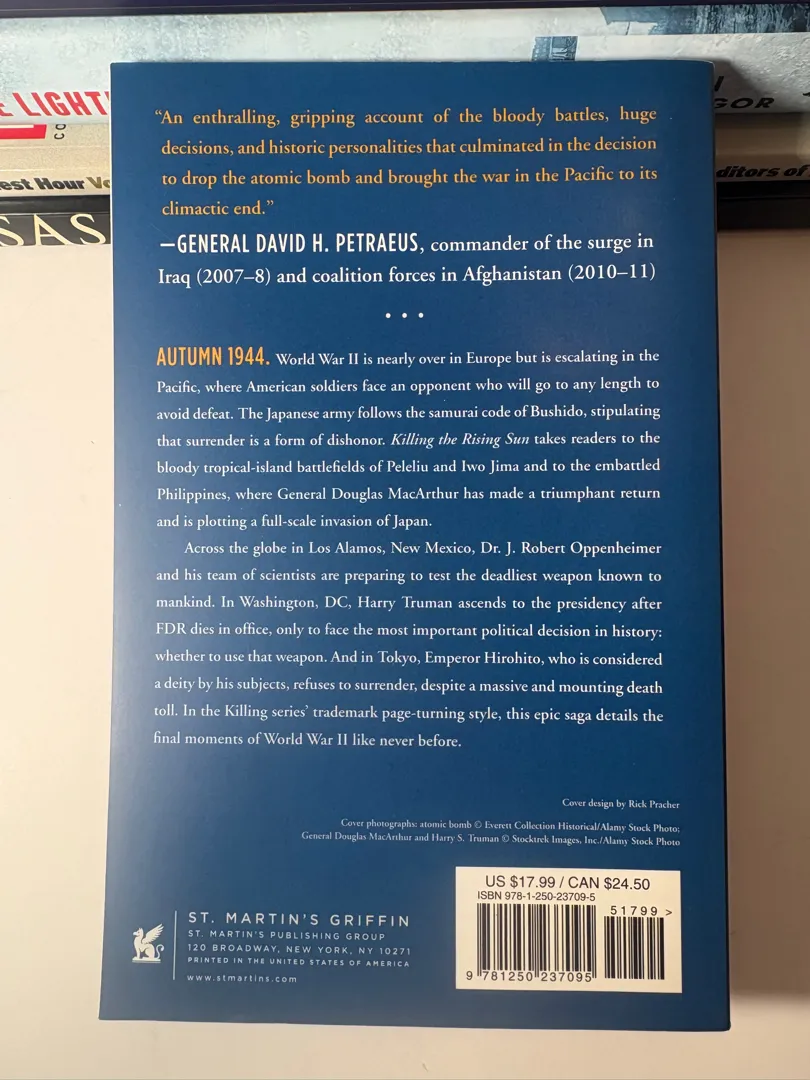 E LIGHT
CO
est Hour Vo
SAS
GOR
ditors of
“An enthralling, gripping account of the bloody battles, huge
decisions, and historic personalities that culminated in the decision
to drop the atomic bomb and brought the war in the Pacific to its
climactic end.”
—GENERAL DAVID H. PETRAEUS, commander of the surge in
Iraq (2007–8) and coalition forces in Afghanistan (2010–11)
• • •
AUTUMN 1944. World War II is nearly over in Europe but is escalating in the
Pacific, where American soldiers face an opponent who will go to any length to
avoid defeat. The Japanese army follows the samurai code of Bushido, stipulating
that surrender is a form of dishonor. Killing the Rising Sun takes readers to the
bloody tropical-island battlefields of Peleliu and Iwo Jima and to the embattled
Philippines, where General Douglas MacArthur has made a triumphant return
and is plotting a full-scale invasion of Japan.
Across the globe in Los Alamos, New Mexico, Dr. J. Robert Oppenheimer
and his team of scientists are preparing to test the deadliest weapon known to
mankind. In Washington, DC, Harry Truman ascends to the presidency after
FDR dies in office, only to face the most important political decision in history:
whether to use that weapon. And in Tokyo, Emperor Hirohito, who is considered
a deity by his subjects, refuses to surrender, despite a massive and mounting death
toll. In the Killing series’ trademark page-turning style, this epic saga details the
final moments of World War II like never before.
Cover design by Rick Pracher
Cover photographs: atomic bomb © Everett Collection Historical/Alamy Stock Photo;
General Douglas MacArthur and Harry S. Truman © Stocktrek Images, Inc./Alamy Stock Photo
US $17.99 / CAN $24.50
ISBN 978-1-250-23709-5
51799 >
9 781250 237095
ST. MARTIN'S GRIFFIN
ST. MARTIN'S PUBLISHING GROUP
120 BROADWAY, NEW YORK, NY 10271
PRINTED IN THE UNITED STATES OF AMERICA
www.stmartins.com